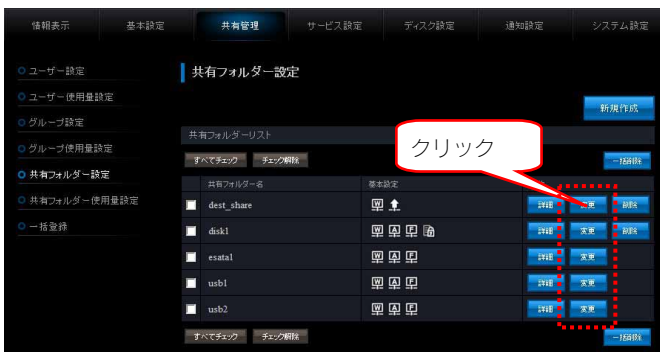 情報表示 基本設定 共有管理 サービス設定 ディスク設定 通知設定 システム設定
ユーザー設定
ユーザー使用量設定
グループ設定
グループ使用量設定
共有フォルダー設定
共有フォルダー使用量設定
一括登録
共有フォルダー設定
新規作成
共有フォルダーリスト
クリック
すべてチェック チェック解除 一括削除
共有フォルダー名 基本設定
dest_share W 詳細 変更 削除
disk1 W A F 詳細 変更 削除
esata1 W A F 詳細 変更
usb1 W A F 詳細 変更
usb2 W A F 詳細 変更
すべてチェック チェック解除 一括削除